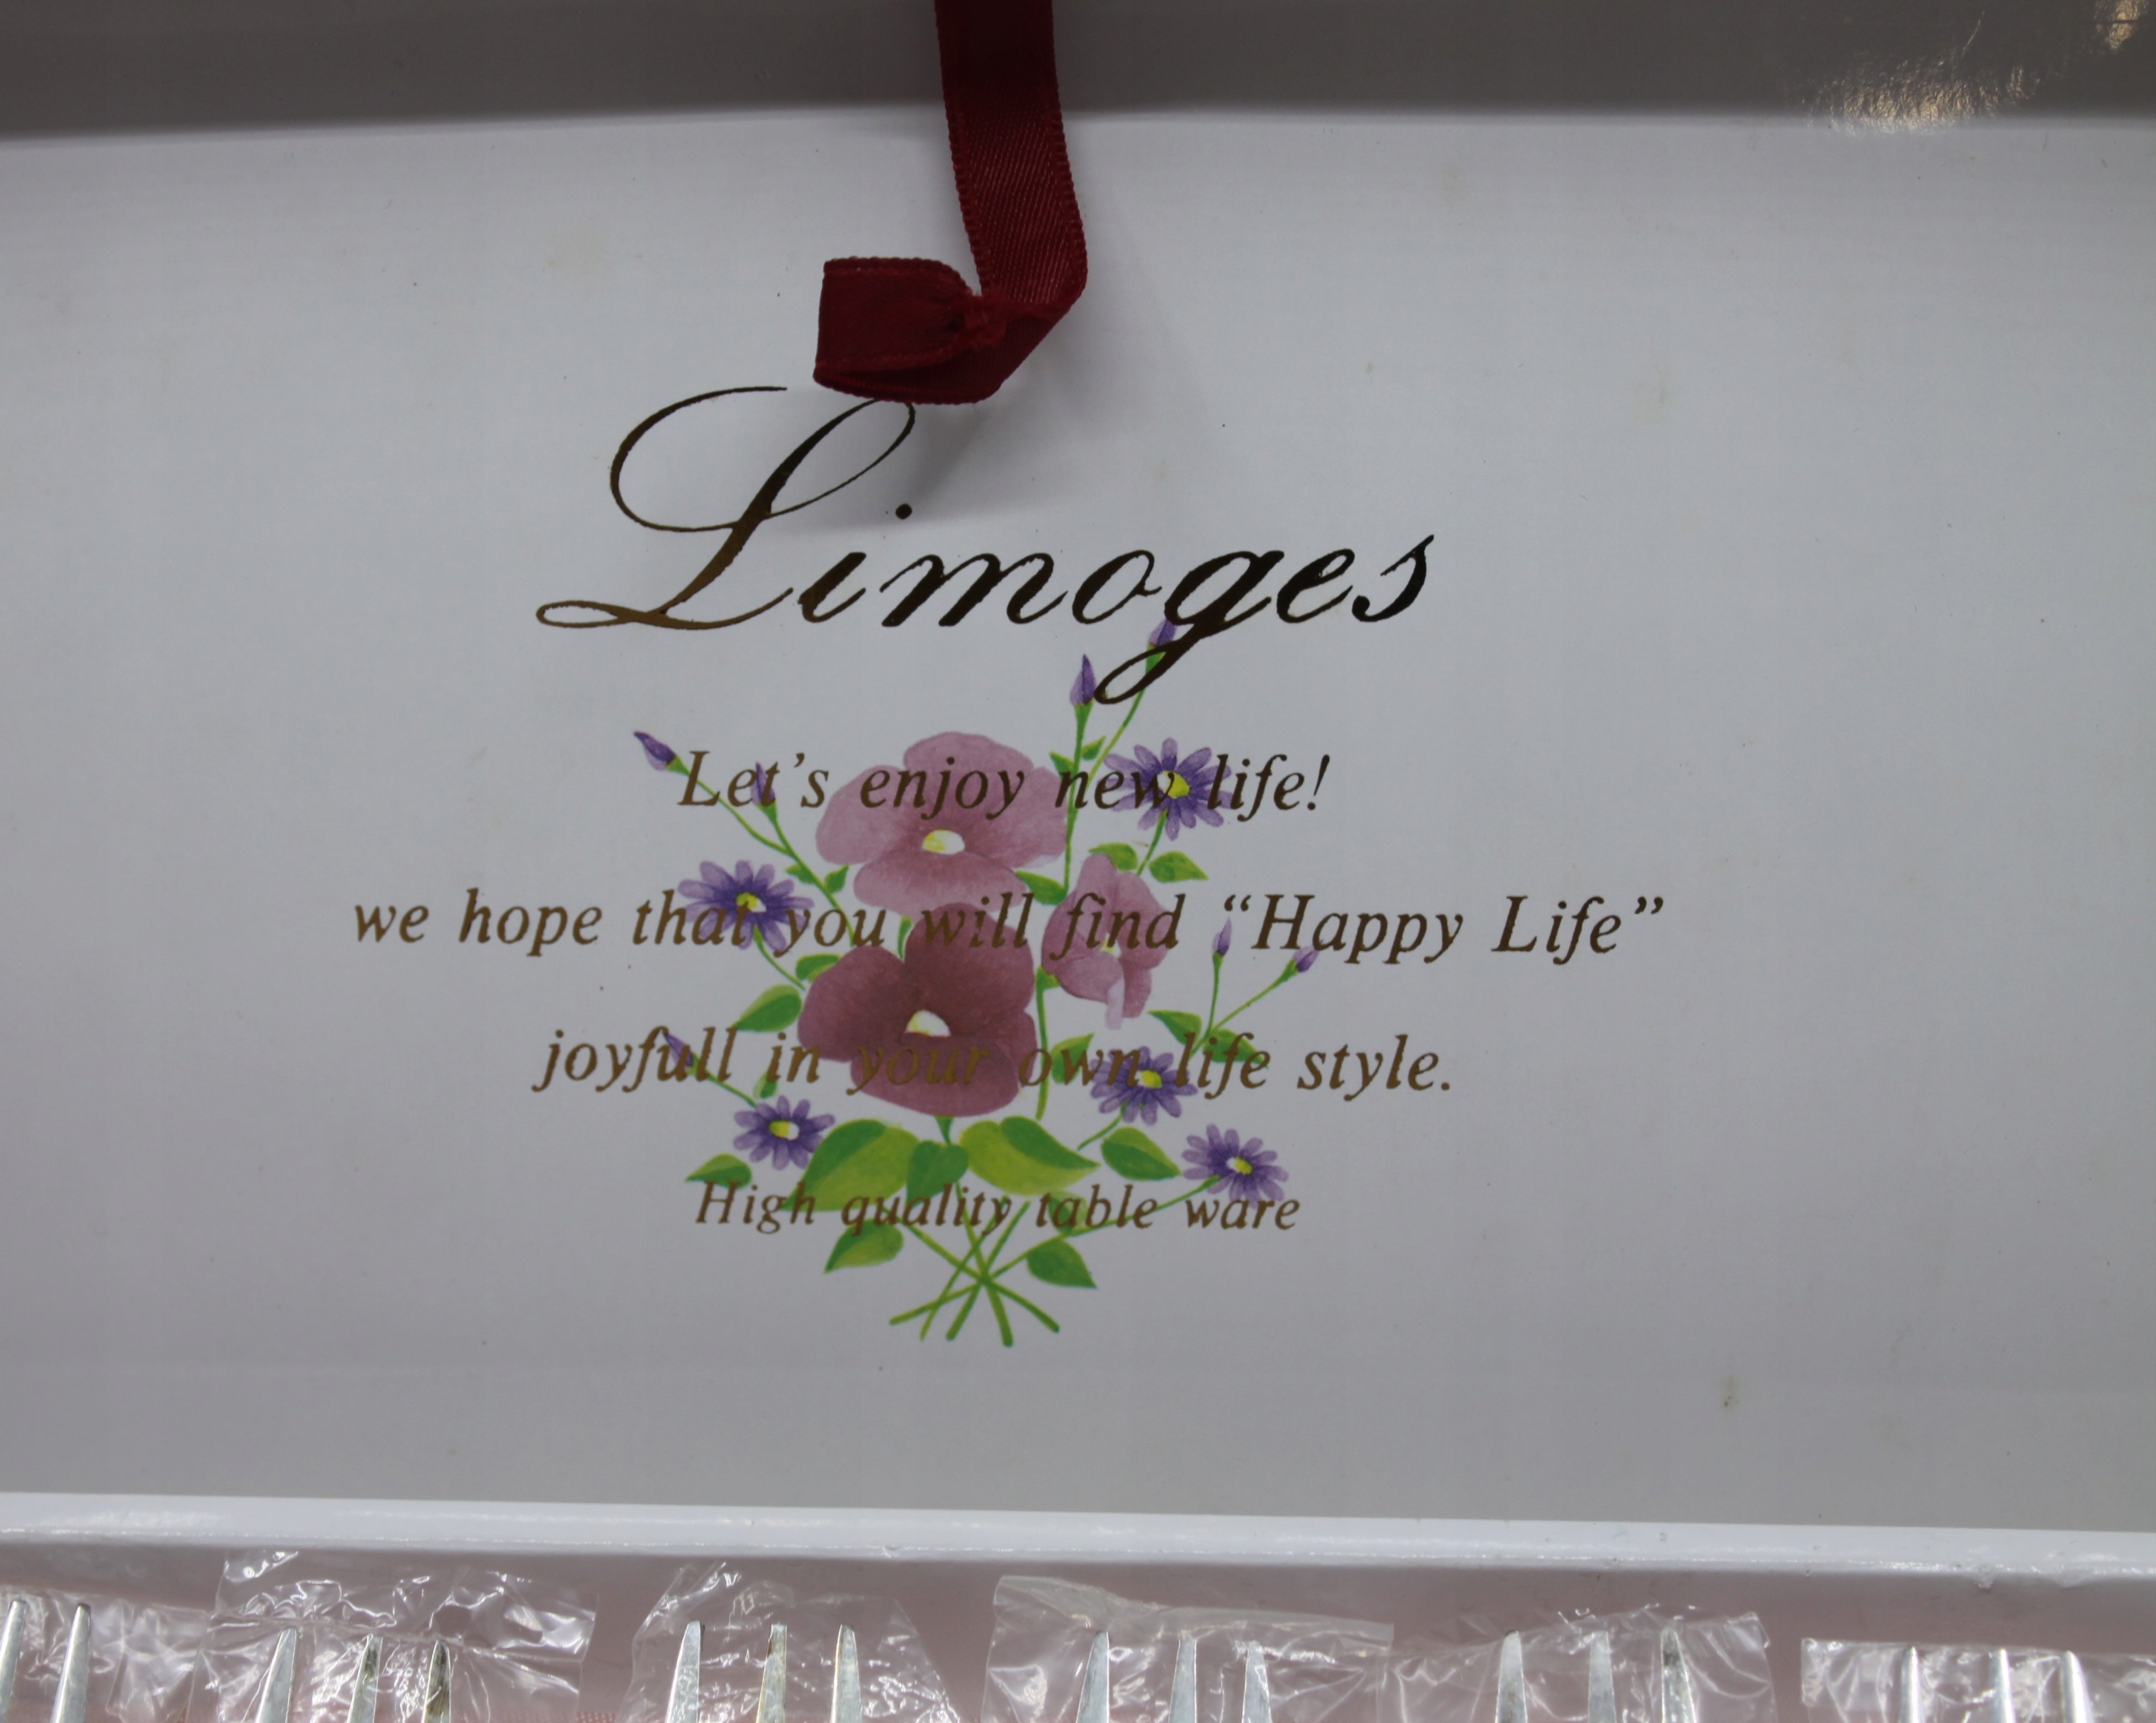 Limoges
Let's enjoy new life!
we hope that you will find “Happy Life”
joyfull in your own life style.
High quality table ware